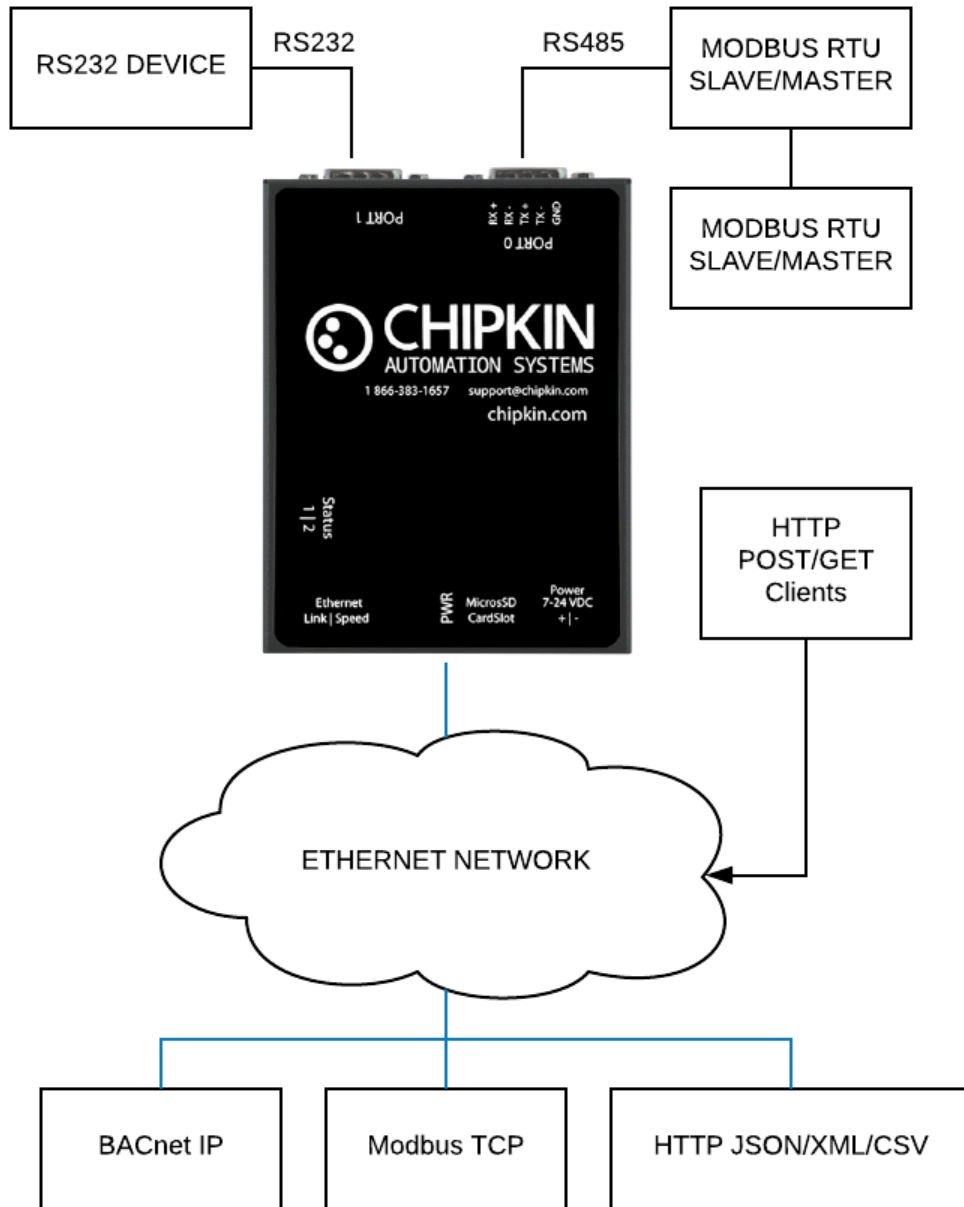 RS232 DEVICE
RS232
RS485
MODBUS RTU
SLAVE/MASTER
MODBUS RTU
SLAVE/MASTER
PORT 1
RX +
RX -
TX +
TX -
GND
PORT 0
CHIPKIN
AUTOMATION SYSTEMS
1 866-383-1657 support@chipkin.com
chipkin.com
Status
1 | 2
Ethernet
Link | Speed
PWR
MicrosSD
CardSlot
Power
7-24 VDC
+ | -
HTTP
POST/GET
Clients
ETHERNET NETWORK
BACnet IP
Modbus TCP
HTTP JSON/XML/CSV